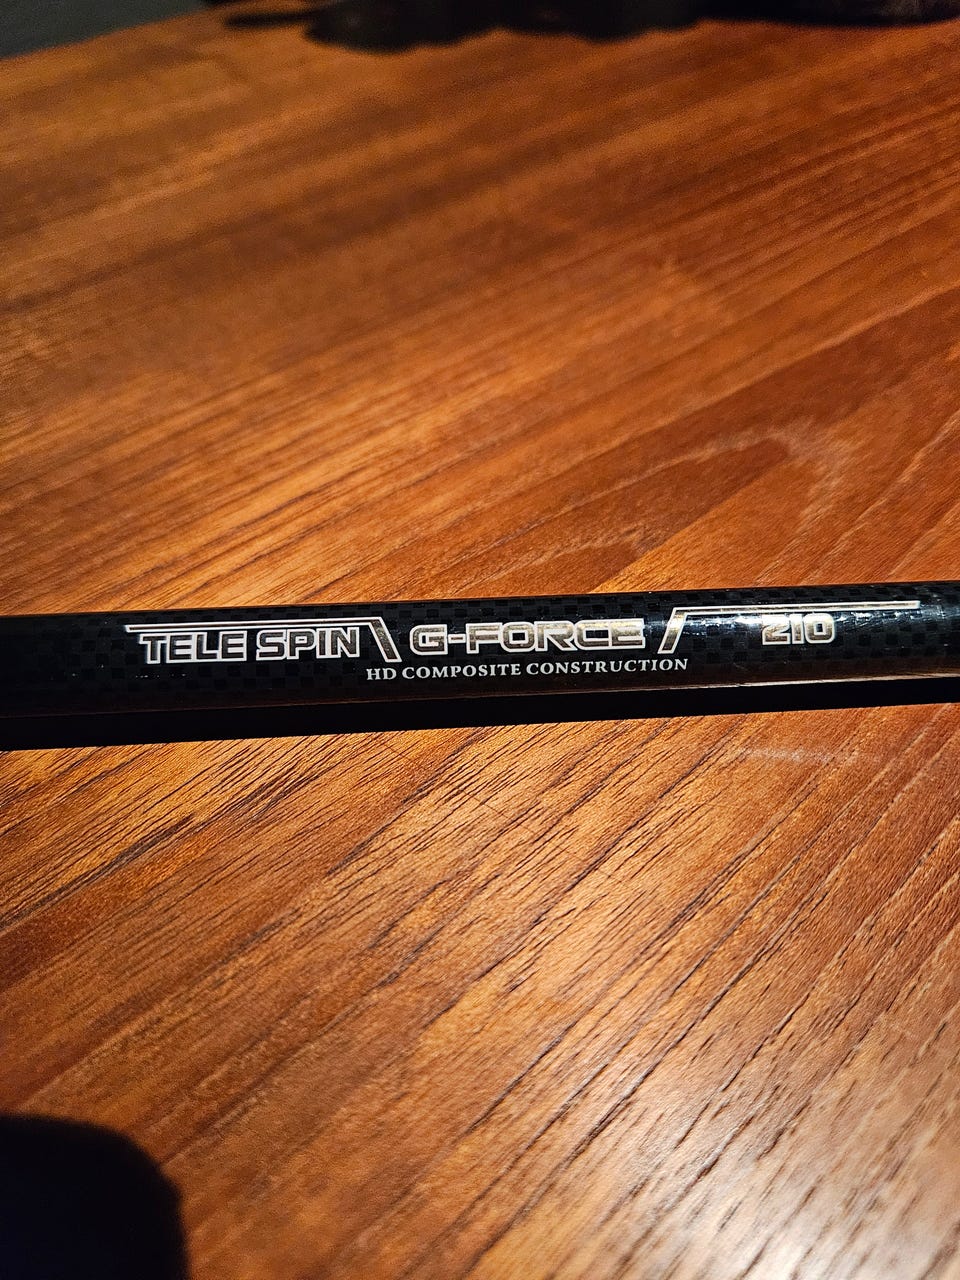 TELE SPIN G-FORCE 210
HD COMPOSITE CONSTRUCTION